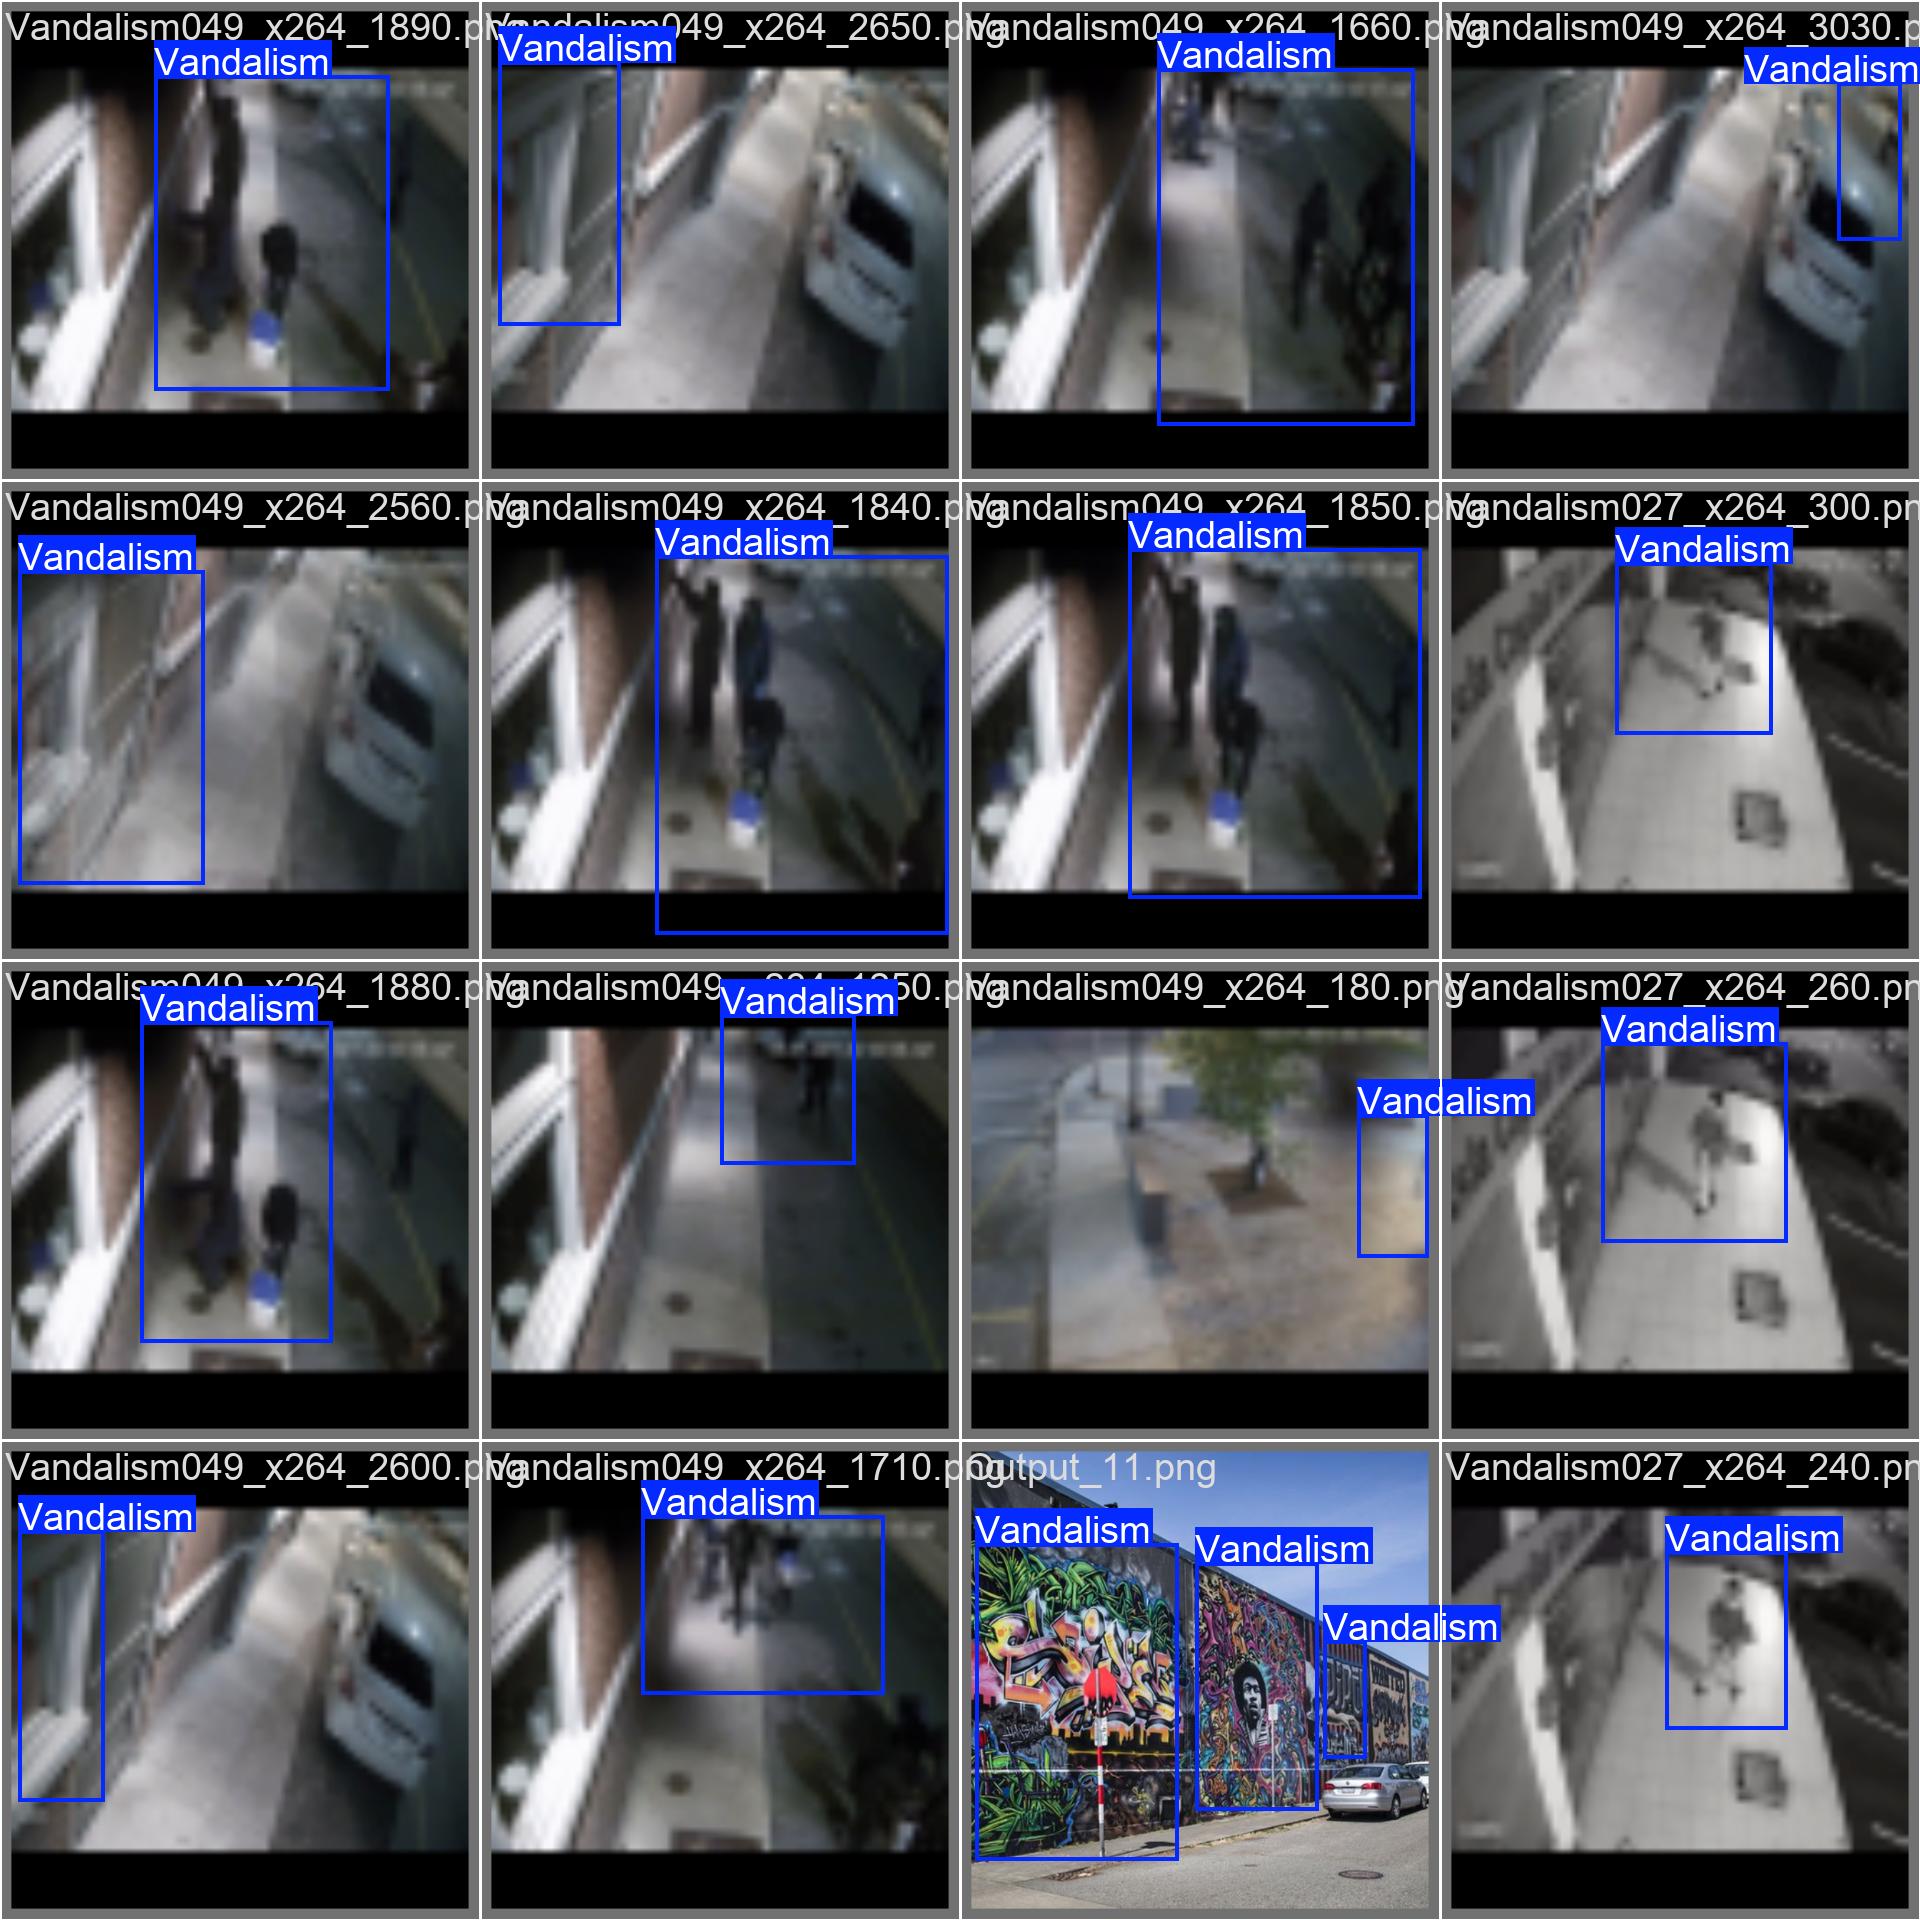 Vandalism049_x264_1890.png
Vandalism
Vandalism049_x264_2650.png
Vandalism
Vandalism049_x264_1660.png
Vandalism
Vandalism049_x264_3030.p
Vandalism
Vandalism049_x264_2560.png
Vandalism
Vandalism049_x264_1840.png
Vandalism
Vandalism049_x264_1850.png
Vandalism
Vandalism027_x264_300.pn
Vandalism
Vandalism049_x264_1880.png
Vandalism
Vandalism
Vandalism049_x264_180.png
Vandalism
Vandalism027_x264_260.pn
Vandalism
Vandalism049_x264_2600.png
Vandalism
Vandalism049_x264_1710.png
Vandalism
Output_11.png
Vandalism
Vandalism
Vandalism
Vandalism027_x264_240.pn
Vandalism